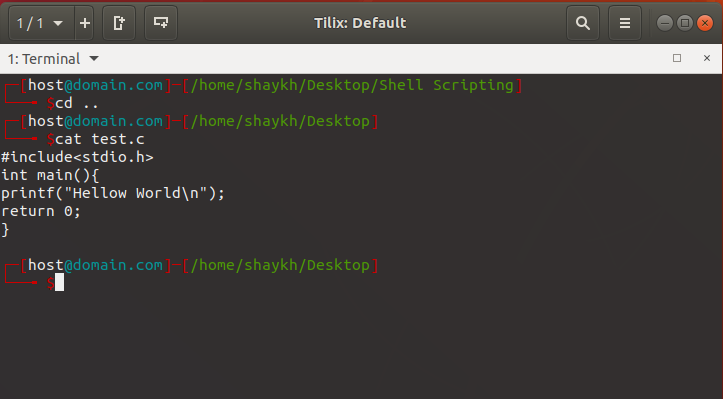 1 / 1
Tilix: Default
1: Terminal
┌─[host@domain.com]─[/home/shaykh/Desktop/Shell Scripting]
└──╼ $cd ..
┌─[host@domain.com]─[/home/shaykh/Desktop]
└──╼ $cat test.c
#include<stdio.h>
int main(){
printf("Hellow World\n");
return 0;
}
┌─[host@domain.com]─[/home/shaykh/Desktop]
└──╼ $